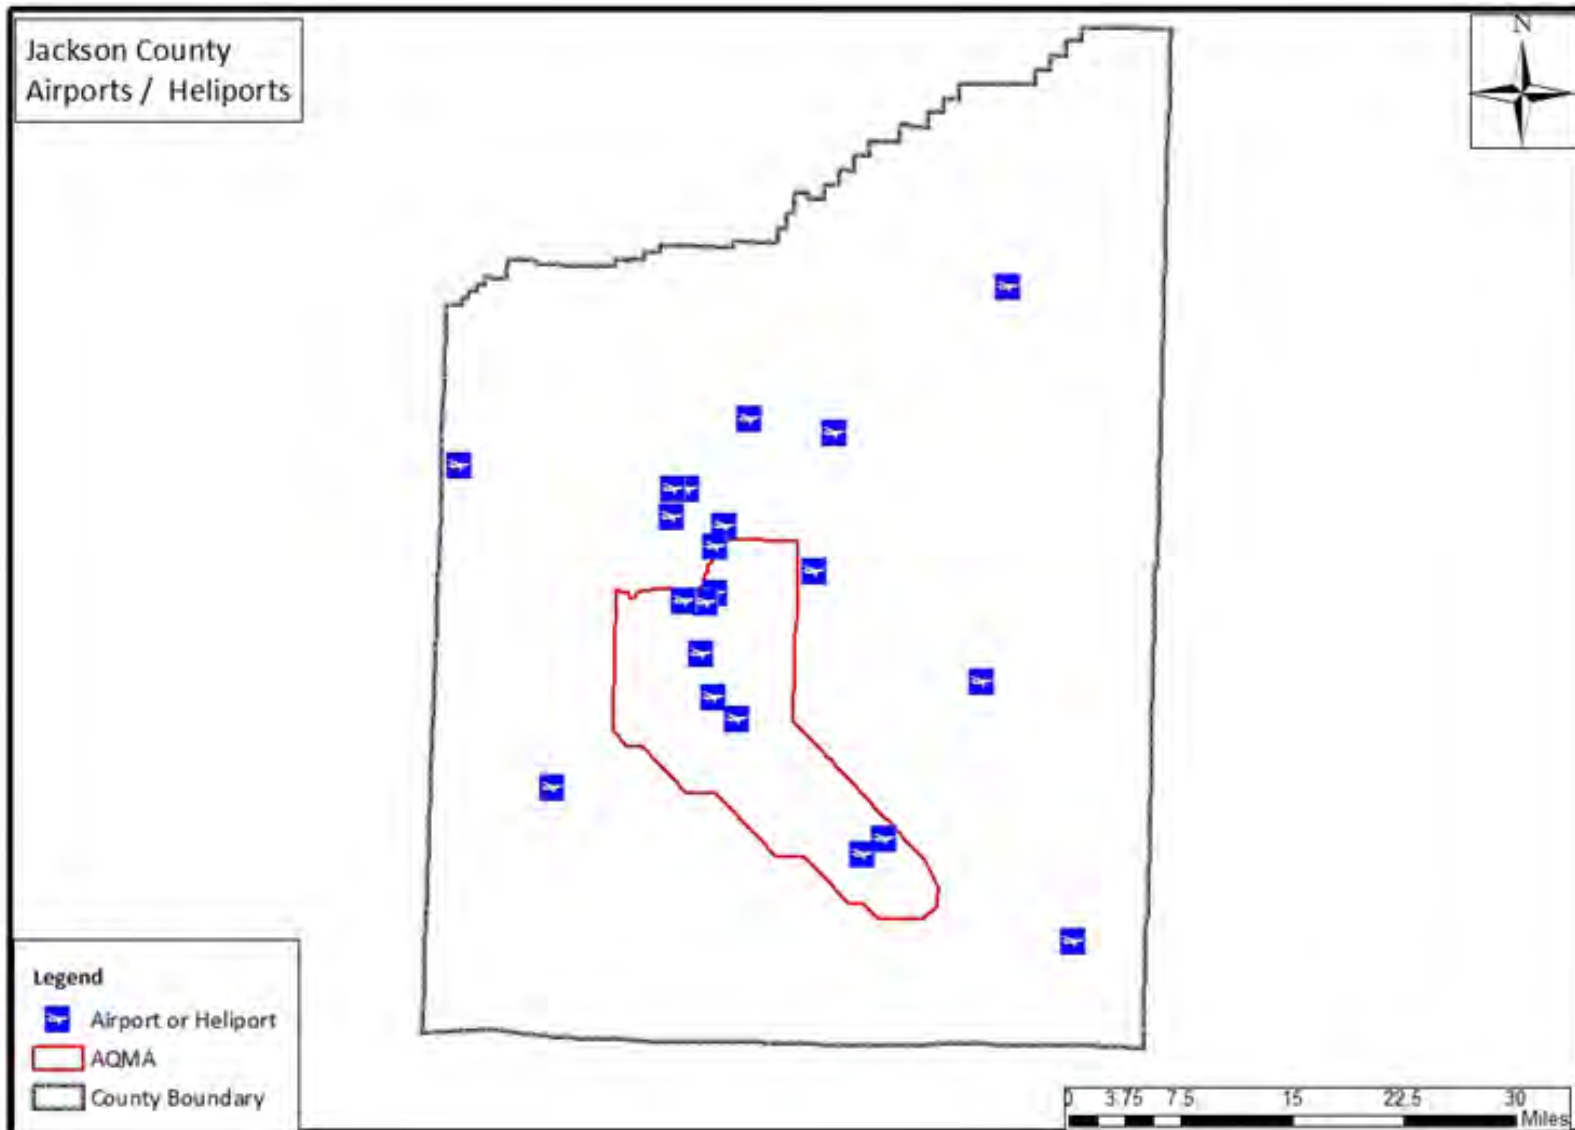 Jackson County
Airports / Heliports
N
Legend
Airport or Heliport
AQMA
County Boundary
0 3.75 7.5 15 22.5 30
Miles